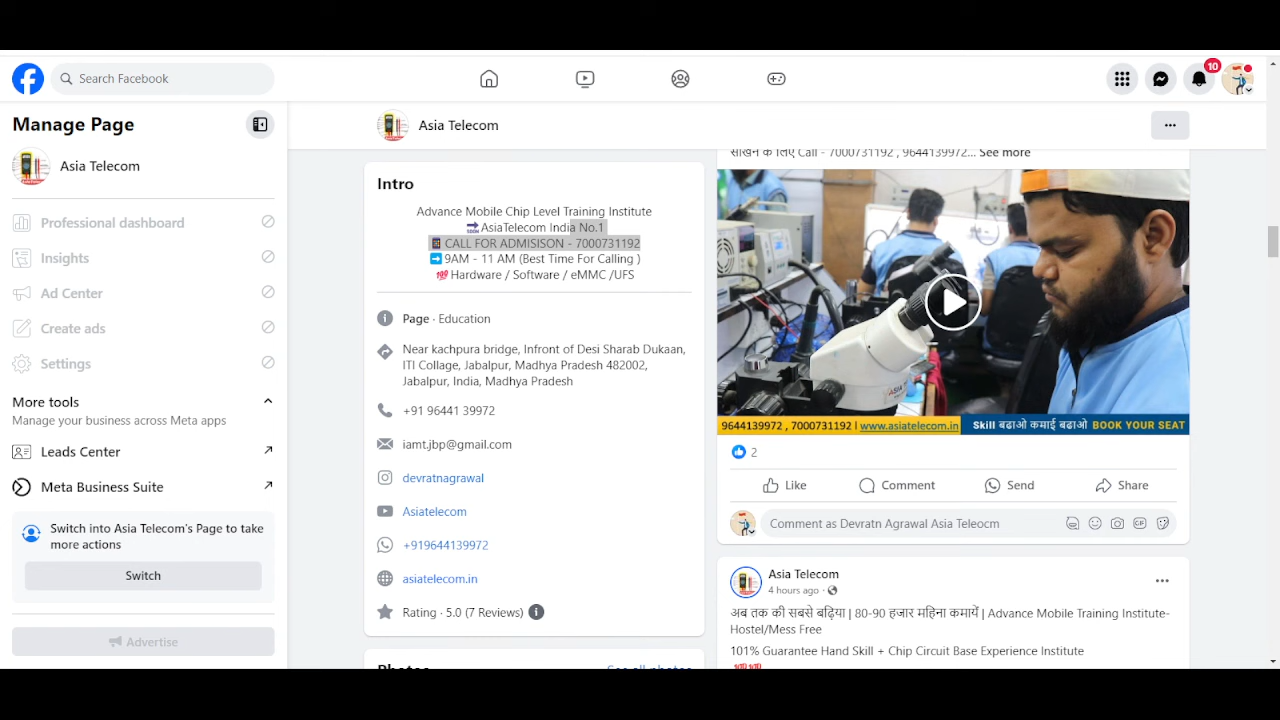 Search Facebook
10
Manage Page
Asia Telecom
Professional dashboard
Insights
Ad Center
Create ads
Settings
More tools
Manage your business across Meta apps
Leads Center
Meta Business Suite
Switch into Asia Telecom's Page to take
more actions
Switch
Advertise
Asia Telecom
Intro
Advance Mobile Chip Level Training Institute
AsiaTelecom India No.1
CALL FOR ADMISISON - 7000731192
9AM - 11 AM (Best Time For Calling )
Hardware / Software / eMMC /UFS
Page · Education
Near kachpura bridge, Infront of Desi Sharab Dukaan,
ITI Collage, Jabalpur, Madhya Pradesh 482002,
Jabalpur, India, Madhya Pradesh
+91 96441 39972
iamt.jbp@gmail.com
devratnagrawal
Asiatelecom
+919644139972
asiatelecom.in
Rating · 5.0 (7 Reviews)
Photos
See all photos
सीखने के लिए Call - 7000731192 , 9644139972... See more
9644139972 , 7000731192 | www.asiatelecom.in Skill बढाओ कमाई बढाओ BOOK YOUR SEAT
2
Like Comment Send Share
Comment as Devratn Agrawal Asia Teleocm
Asia Telecom
4 hours ago
अब तक की सबसे बढ़िया | 80-90 हजार महिना कमायें | Advance Mobile Training Institute-
Hostel/Mess Free
101% Guarantee Hand Skill + Chip Circuit Base Experience Institute